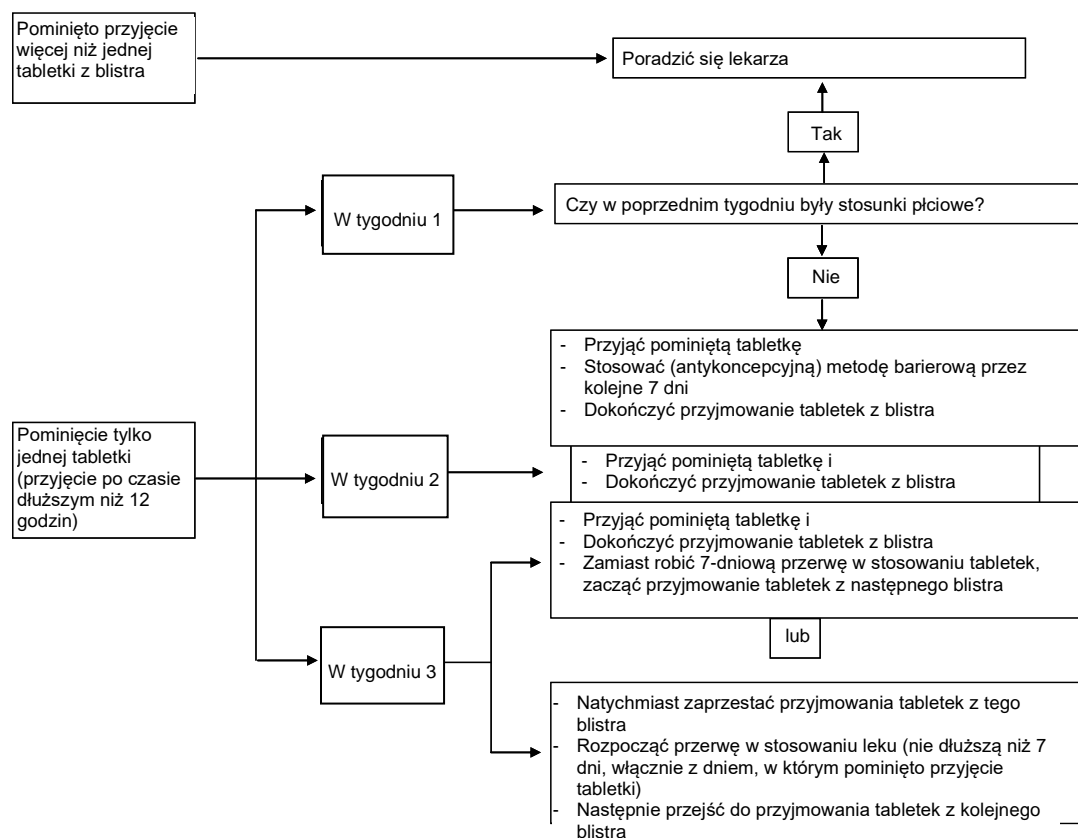 Pominięto przyjęcie
więcej niż jednej
tabletki z blistra
Poradzić się lekarza
Tak
W tygodniu 1
Czy w poprzednim tygodniu były stosunki płciowe?
Nie
- Przyjąć pominiętą tabletkę
- Stosować (antykoncepcyjną) metodę barierową przez
kolejne 7 dni
- Dokończyć przyjmowanie tabletek z blistra
Pominięcie tylko
jednej tabletki
(przyjęcie po czasie
dłuższym niż 12
godzin)
W tygodniu 2
- Przyjąć pominiętą tabletkę i
- Dokończyć przyjmowanie tabletek z blistra
- Przyjąć pominiętą tabletkę i
- Dokończyć przyjmowanie tabletek z blistra
- Zamiast robić 7-dniową przerwę w stosowaniu tabletek,
zacząć przyjmowanie tabletek z następnego blistra
lub
W tygodniu 3
- Natychmiast zaprzestać przyjmowania tabletek z tego
blistra
- Rozpocząć przerwę w stosowaniu leku (nie dłuższą niż 7
dni, włącznie z dniem, w którym pominięto przyjęcie
tabletki)
- Następnie przejść do przyjmowania tabletek z kolejnego
blistra